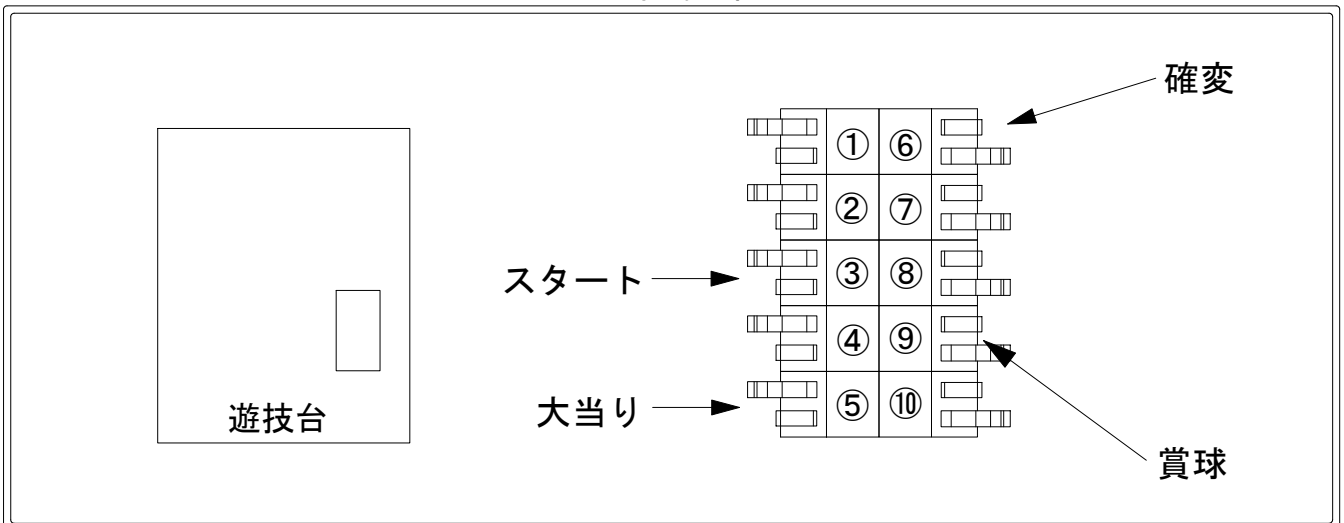 確変
① ⑥
② ⑦
スタート ③ ⑧
④ ⑨
大当り ⑤ ⑩
遊技台
賞球